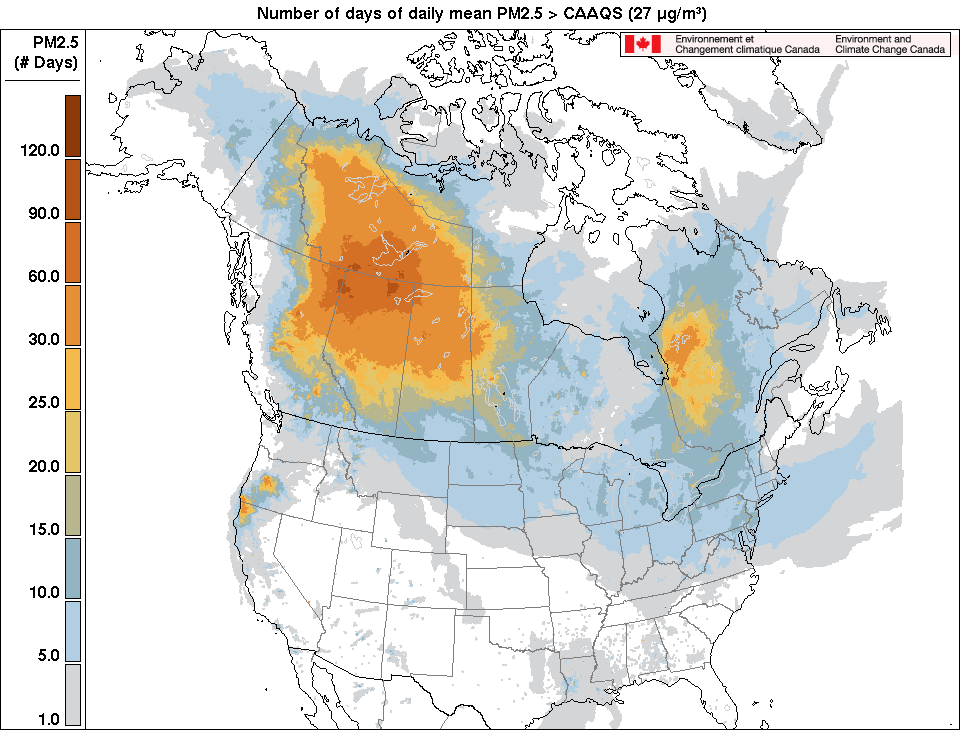 Number of days of daily mean PM2.5 > CAAQS (27 µg/m³)
PM2.5
(# Days)
Environnement et
Changement climatique Canada
Environment and
Climate Change Canada
120.0
90.0
60.0
30.0
25.0
20.0
15.0
10.0
5.0
1.0